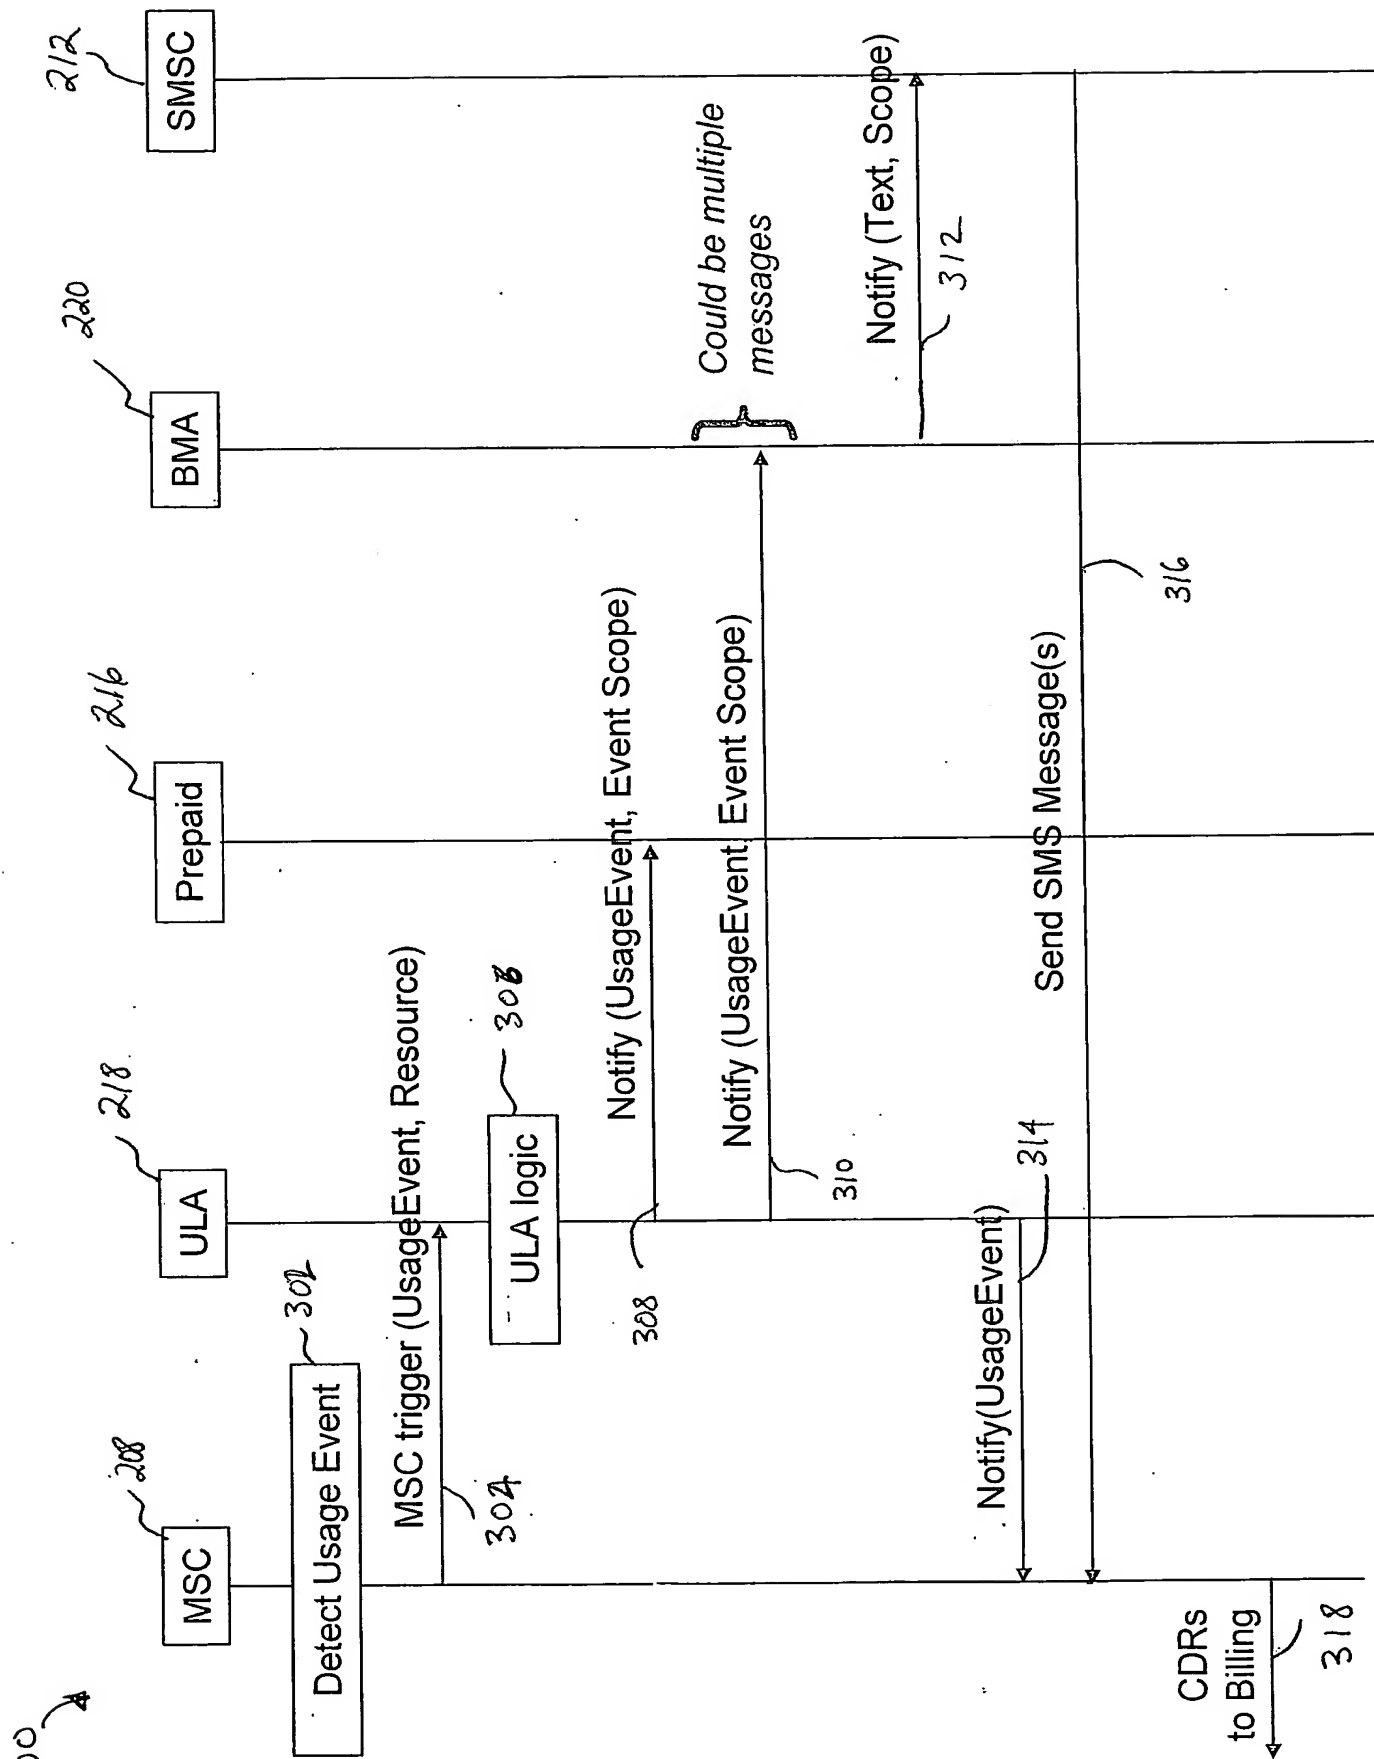 00
MSC
208
ULA
218
Prepaid
216
BMA
220
SMSC
212
Detect Usage Event
302
MSC trigger (UsageEvent, Resource)
304
ULA logic
306
Notify (UsageEvent, Event Scope)
308
Notify (UsageEvent, Event Scope)
310
Could be multiple
messages
Notify (Text, Scope)
312
Notify(UsageEvent)
314
Send SMS Message(s)
316
CDRs
to Billing
318